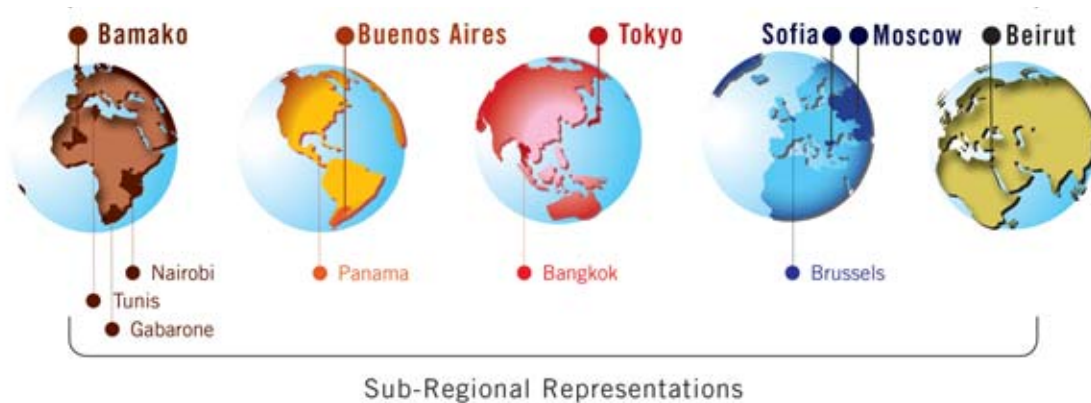 Bamako
Buenos Aires
Tokyo
Sofia
Moscow
Beirut
Nairobi
Tunis
Gabarone
Panama
Bangkok
Brussels
Sub-Regional Representations